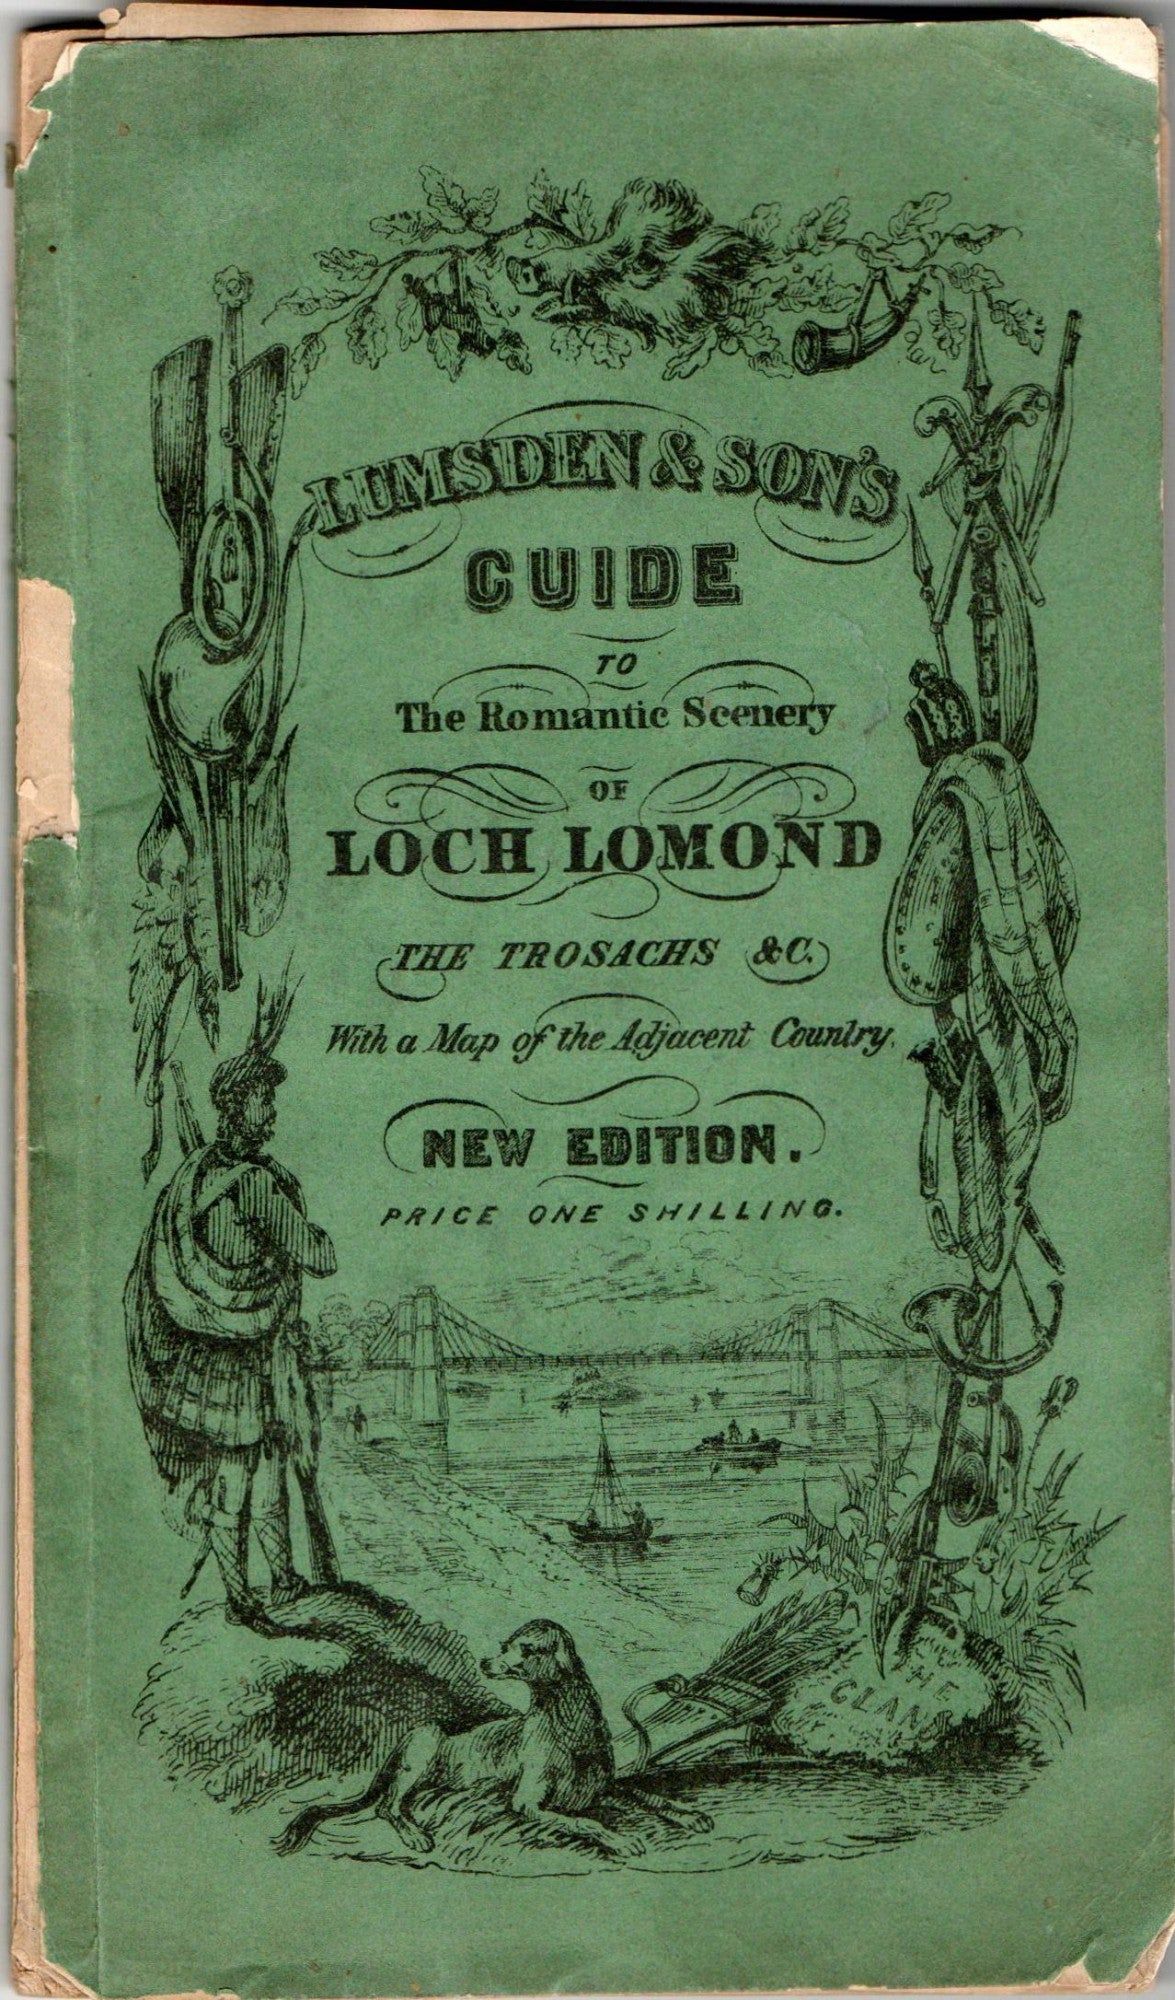 LUMSDEN & SON'S
GUIDE
TO
The Romantic Scenery
OF
LOCH LOMOND
THE TROSACHS &C.
With a Map of the Adjacent Country.
NEW EDITION.
PRICE ONE SHILLING.
THE
CLANS